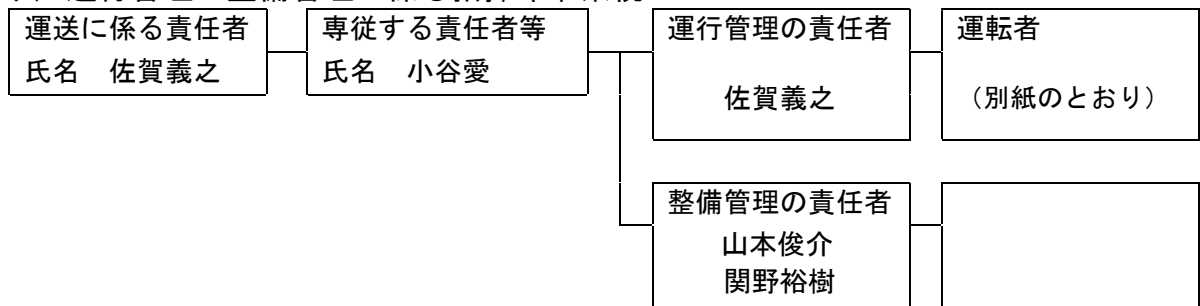 運送に係る責任者
氏名　佐賀義之
専従する責任者等
氏名　小谷愛
運行管理の責任者
佐賀義之
運転者
（別紙のとおり）
整備管理の責任者
山本俊介
関野裕樹